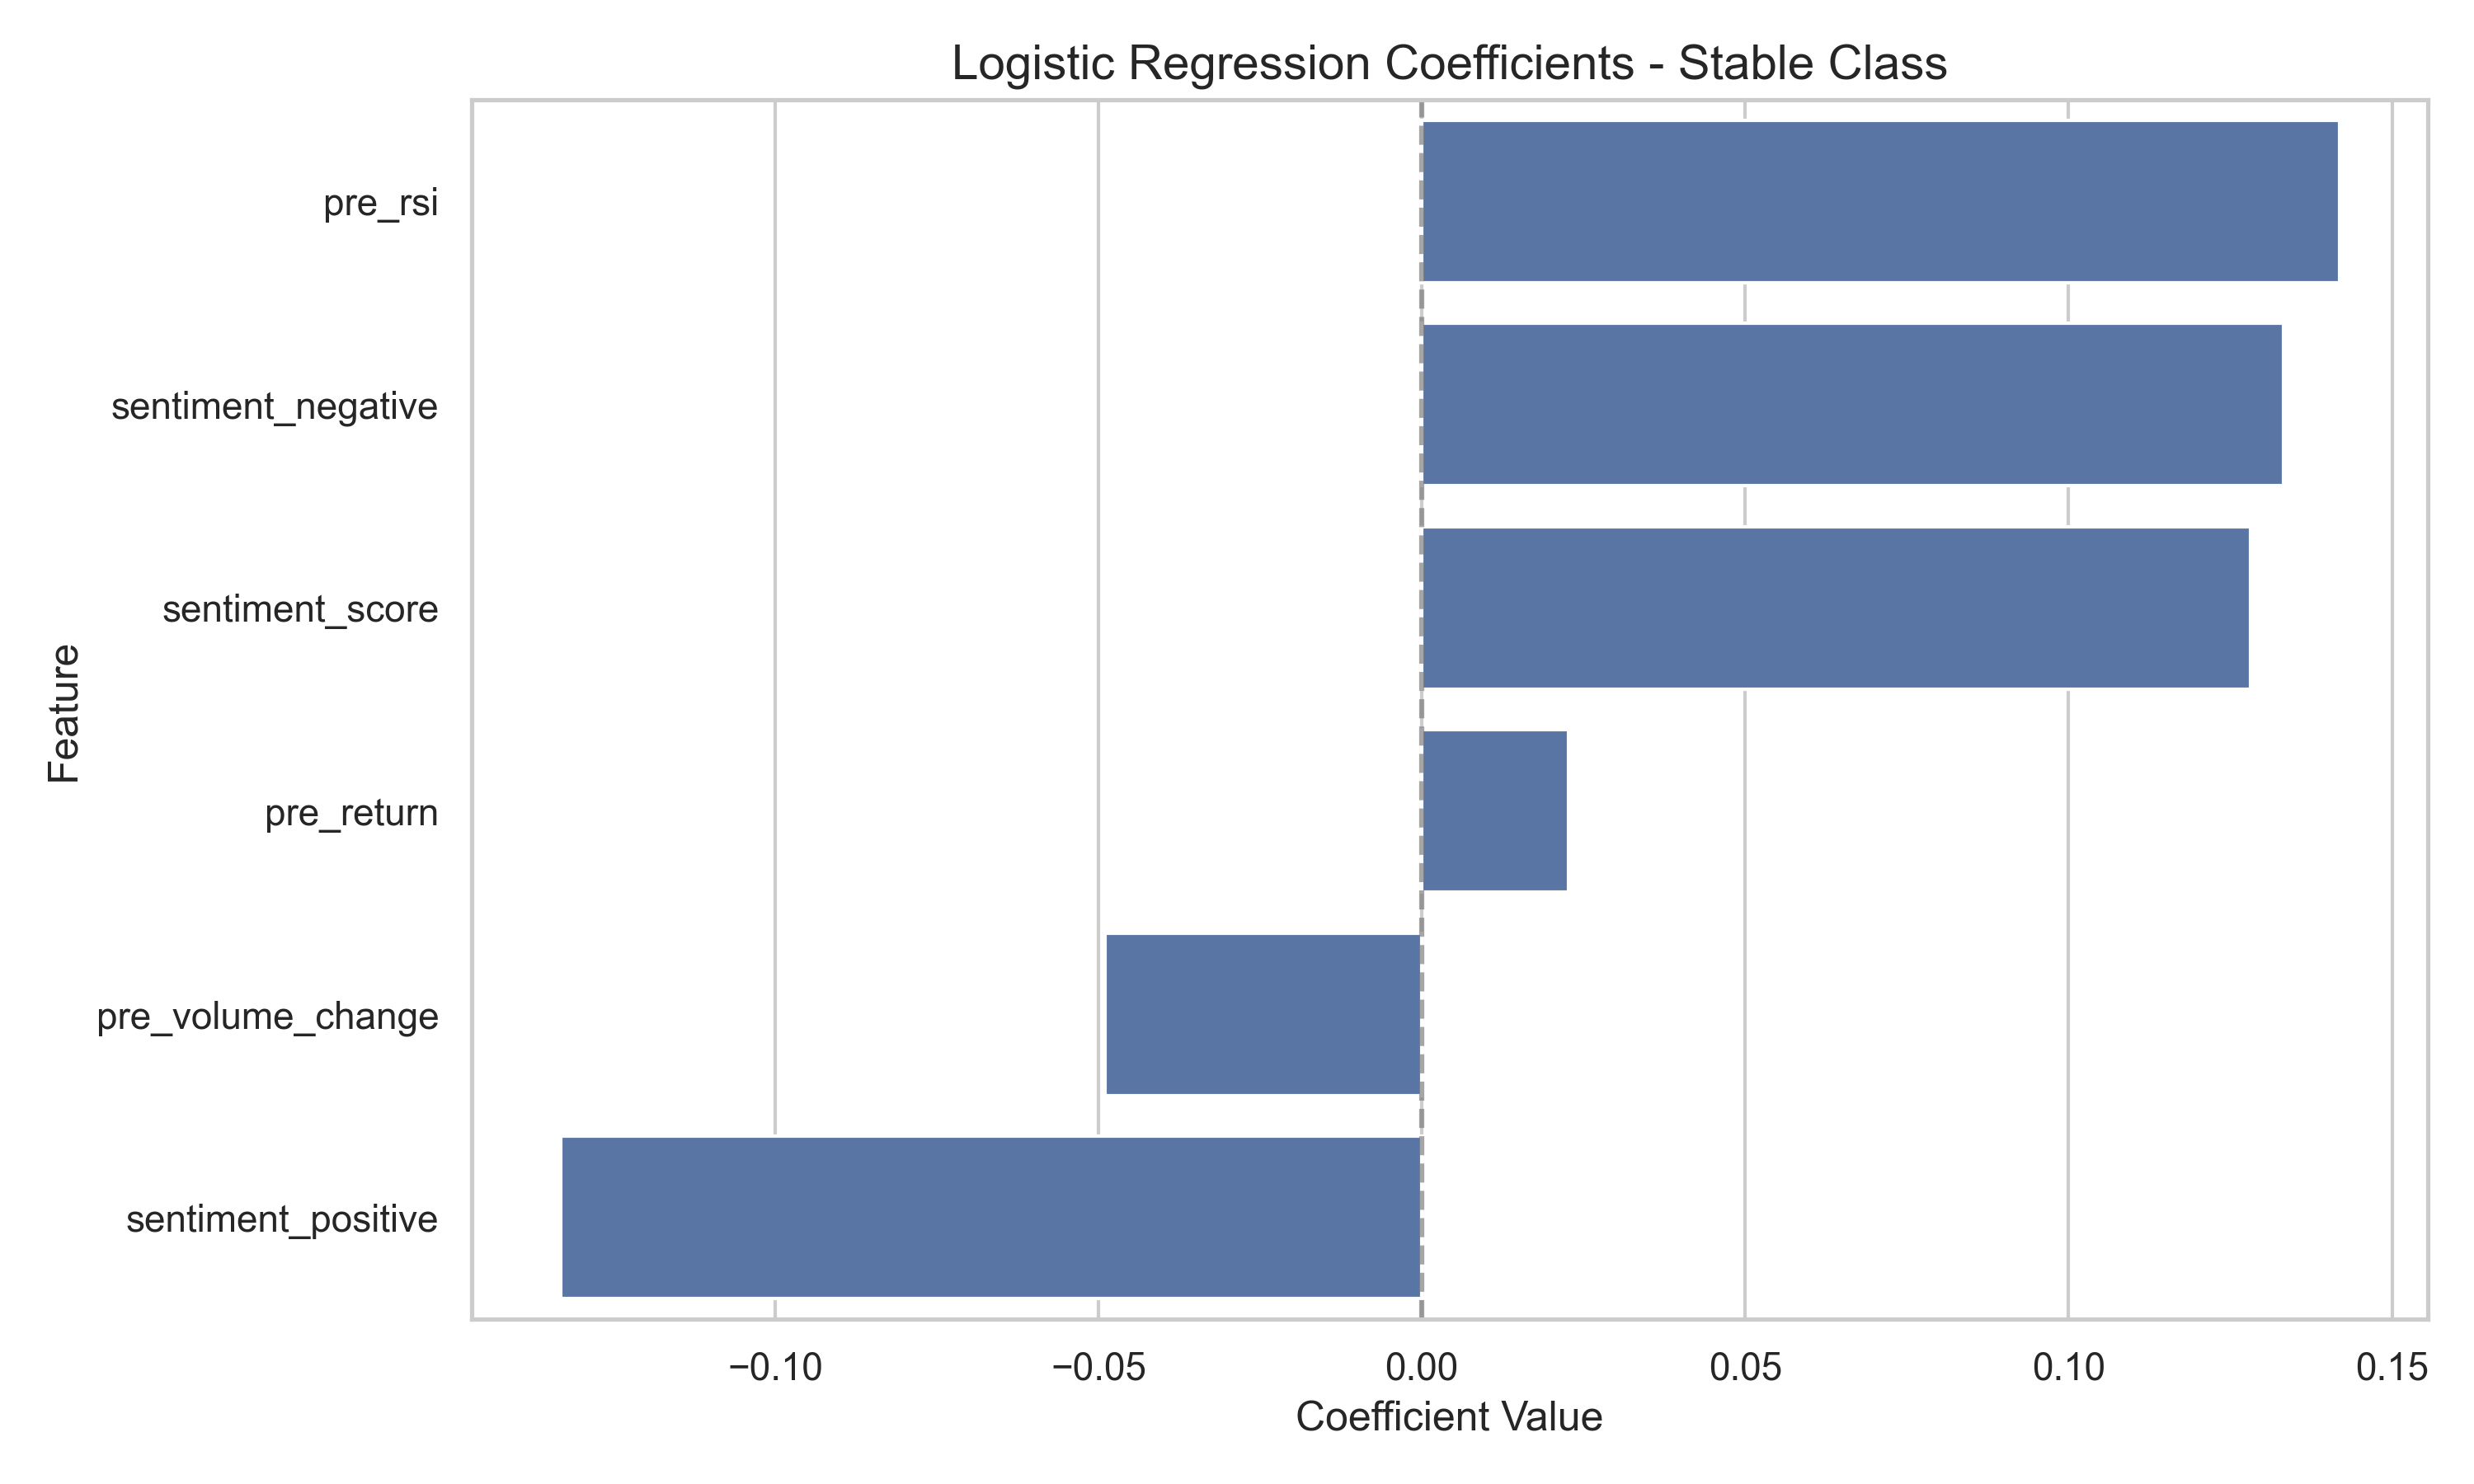 Logistic Regression Coefficients - Stable Class
Feature
pre_rsi
sentiment_negative
sentiment_score
pre_return
pre_volume_change
sentiment_positive
−0.10 −0.05 0.00 0.05 0.10 0.15
Coefficient Value